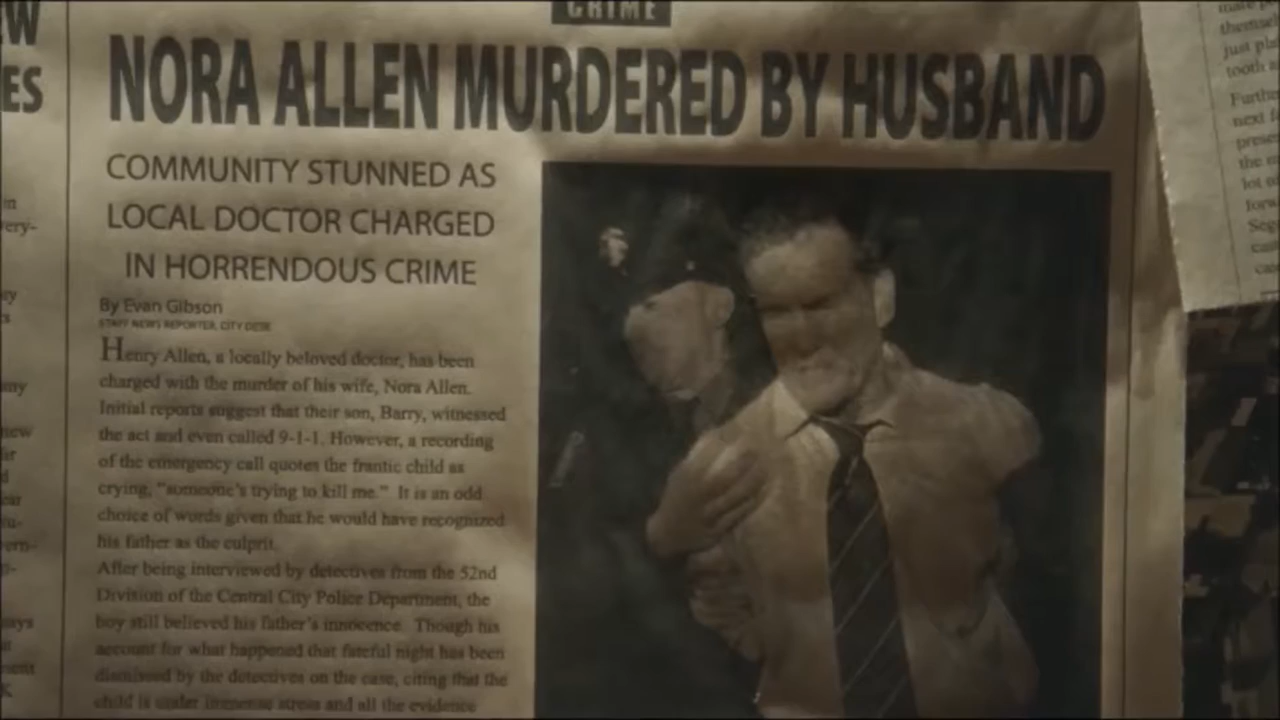 CRIME
NORA ALLEN MURDERED BY HUSBAND
COMMUNITY STUNNED AS
LOCAL DOCTOR CHARGED
IN HORRENDOUS CRIME
By Evan Gibson
STAFF NEWS REPORTER, CITY DESK
Henry Allen, a locally beloved doctor, has been
charged with the murder of his wife, Nora Allen.
Initial reports suggest that their son, Barry, witnessed
the act and even called 9-1-1. However, a recording
of the emergency call quotes the frantic child as
crying, "someone's trying to kill me." It is an odd
choice of words given that he would have recognized
his father as the culprit.
After being interviewed by detectives from the 52nd
Division of the Central City Police Department, the
boy still believed his father's innocence. Though his
account for what happened that fateful night has been
dismissed by the detectives on the case, citing that the
child is under immense stress and all the evidence